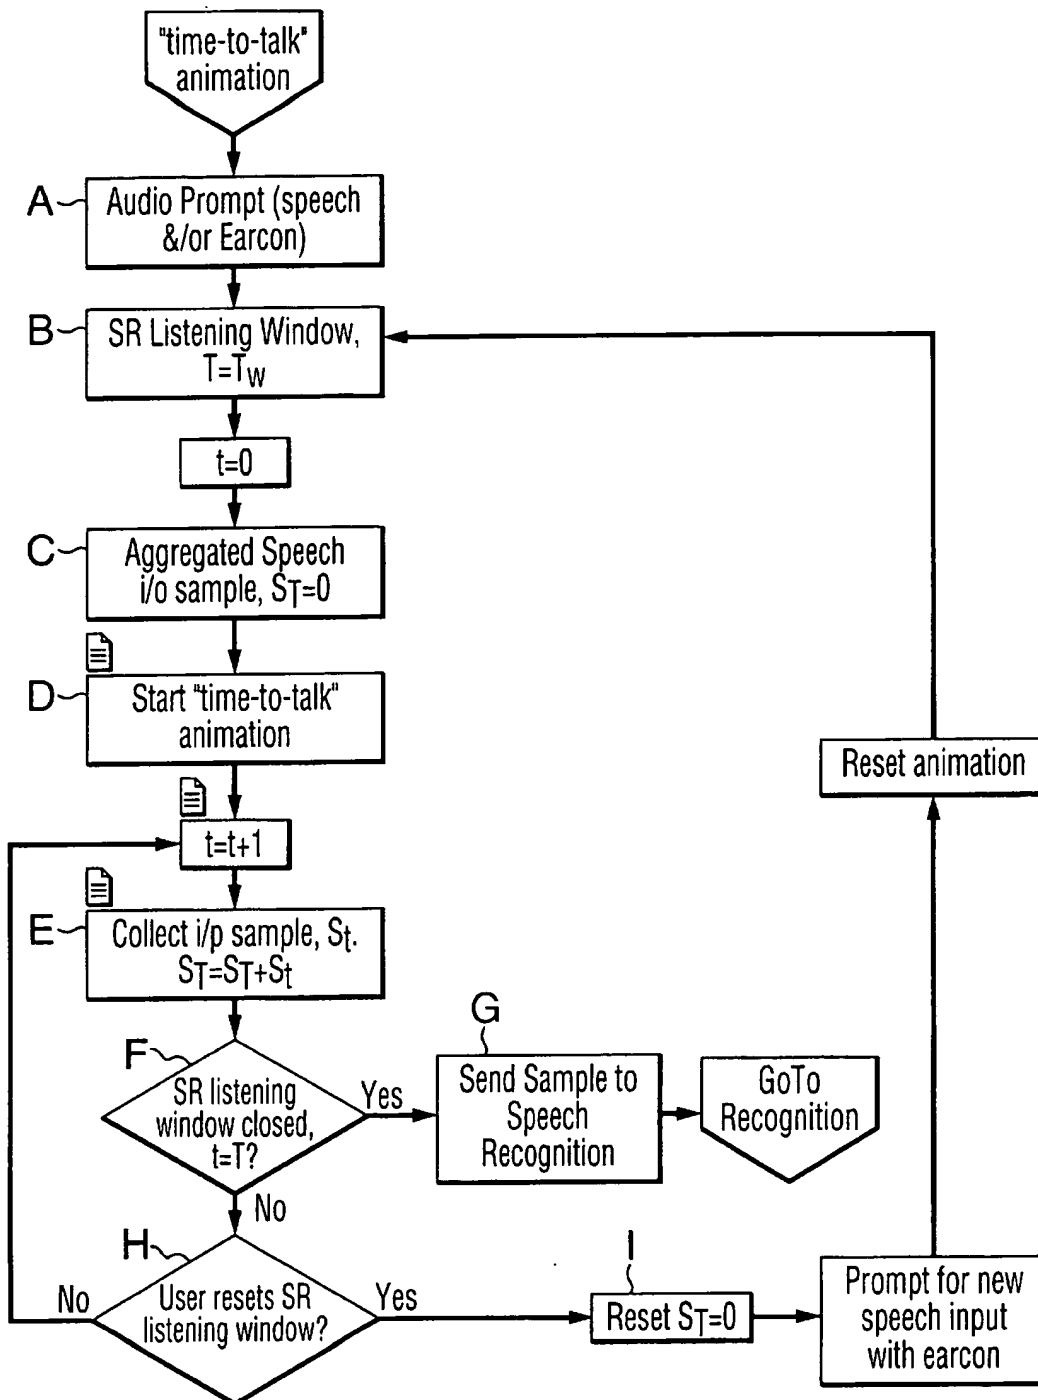 "time-to-talk"
animation
A
Audio Prompt (speech
&/or Earcon)
B
SR Listening Window,
T=Tw
t=0
C
Aggregated Speech
i/o sample, ST=0
D
Start "time-to-talk"
animation
Reset animation
t=t+1
E
Collect i/p sample, St.
ST=ST+St
F
SR listening
window closed,
t=T?
Yes
No
G
Send Sample to
Speech
Recognition
GoTo
Recognition
H
User resets SR
listening window?
No
Yes
I
Reset ST=0
Prompt for new
speech input
with earcon